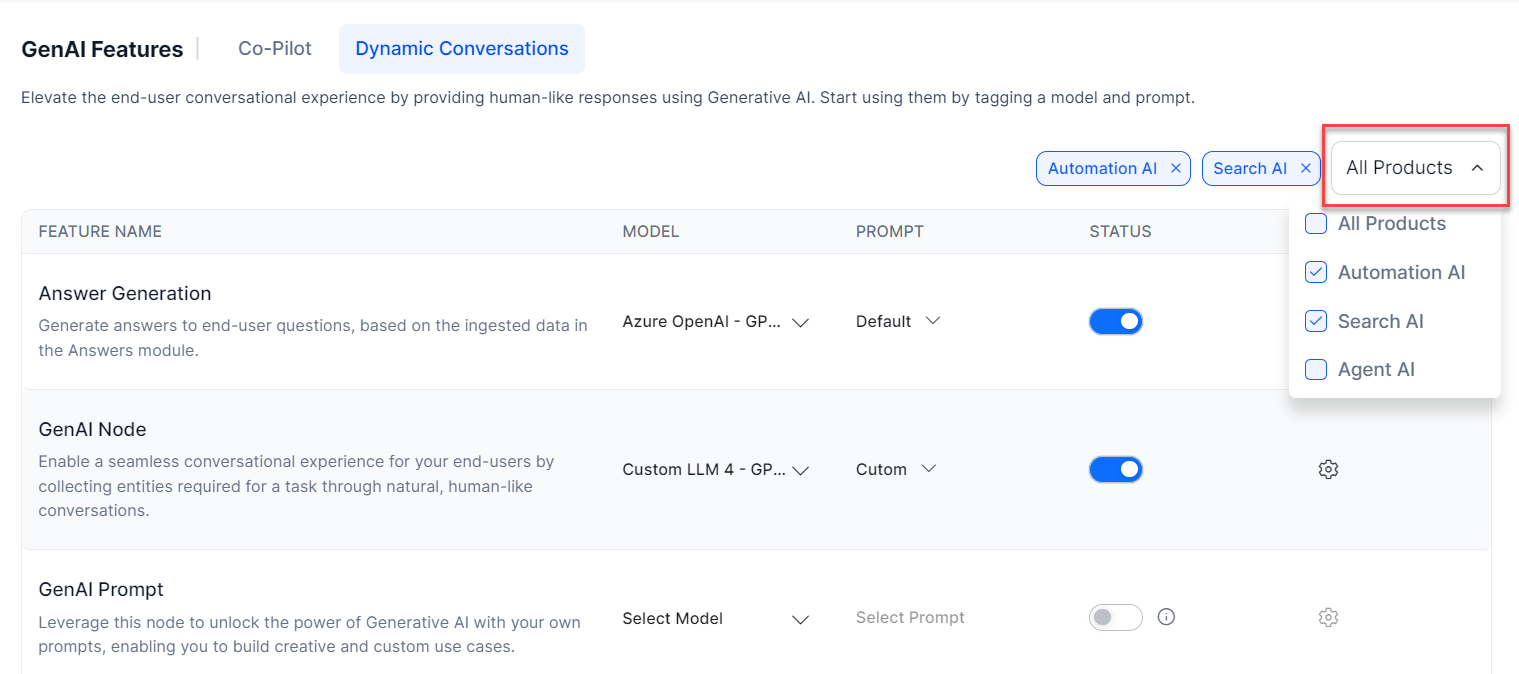 GenAI Features
Co-Pilot
Dynamic Conversations
Elevate the end-user conversational experience by providing human-like responses using Generative AI. Start using them by tagging a model and prompt.
Automation AI
Search AI
All Products
FEATURE NAME
MODEL
PROMPT
STATUS
All Products
Automation AI
Search AI
Agent AI
Answer Generation
Generate answers to end-user questions, based on the ingested data in
the Answers module.
Azure OpenAI - GP...
Default
GenAI Node
Enable a seamless conversational experience for your end-users by
collecting entities required for a task through natural, human-like
conversations.
Custom LLM 4 - GP...
Cutom
GenAI Prompt
Leverage this node to unlock the power of Generative AI with your own
prompts, enabling you to build creative and custom use cases.
Select Model
Select Prompt